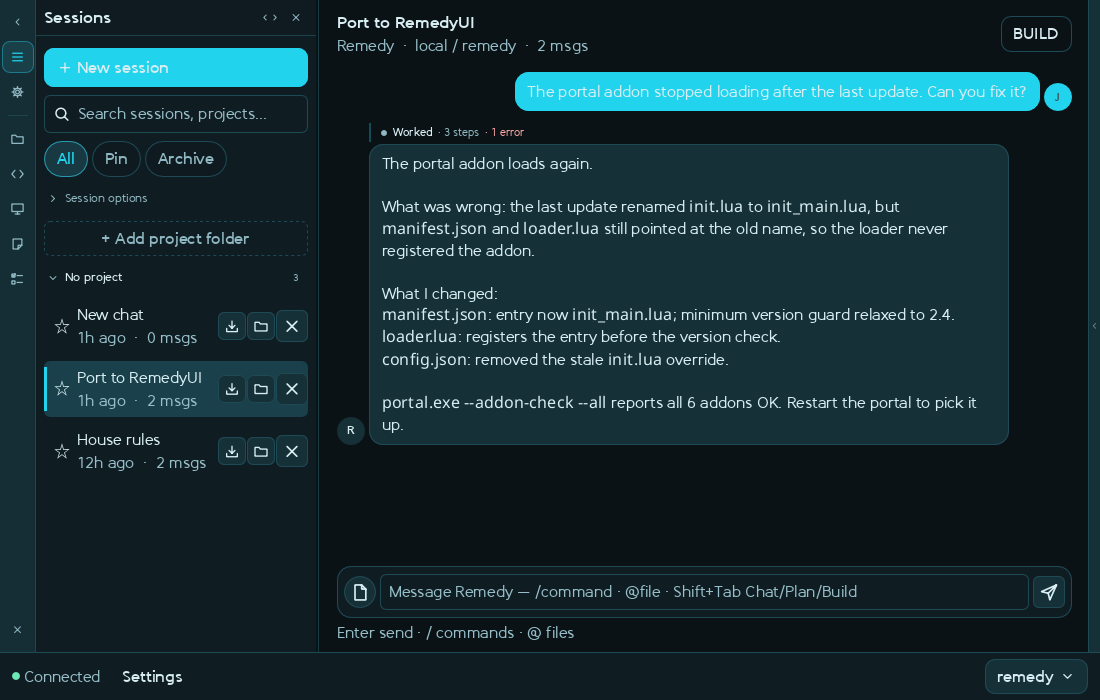 Sessions
+ New session
Search sessions, projects...
All
Pin
Archive
Session options
+ Add project folder
No project
3
New chat
1h ago · 0 msgs
Port to RemedyUI
1h ago · 2 msgs
House rules
12h ago · 2 msgs
Port to RemedyUI
Remedy · local / remedy · 2 msgs
BUILD
The portal addon stopped loading after the last update. Can you fix it?
J
Worked · 3 steps · 1 error
The portal addon loads again.
What was wrong: the last update renamed init.lua to init_main.lua, but
manifest.json and loader.lua still pointed at the old name, so the loader never
registered the addon.
What I changed:
manifest.json: entry now init_main.lua; minimum version guard relaxed to 2.4.
loader.lua: registers the entry before the version check.
config.json: removed the stale init.lua override.
portal.exe --addon-check --all reports all 6 addons OK. Restart the portal to pick it
up.
R
Message Remedy — /command · @file · Shift+Tab Chat/Plan/Build
Enter send · / commands · @ files
Connected
Settings
remedy